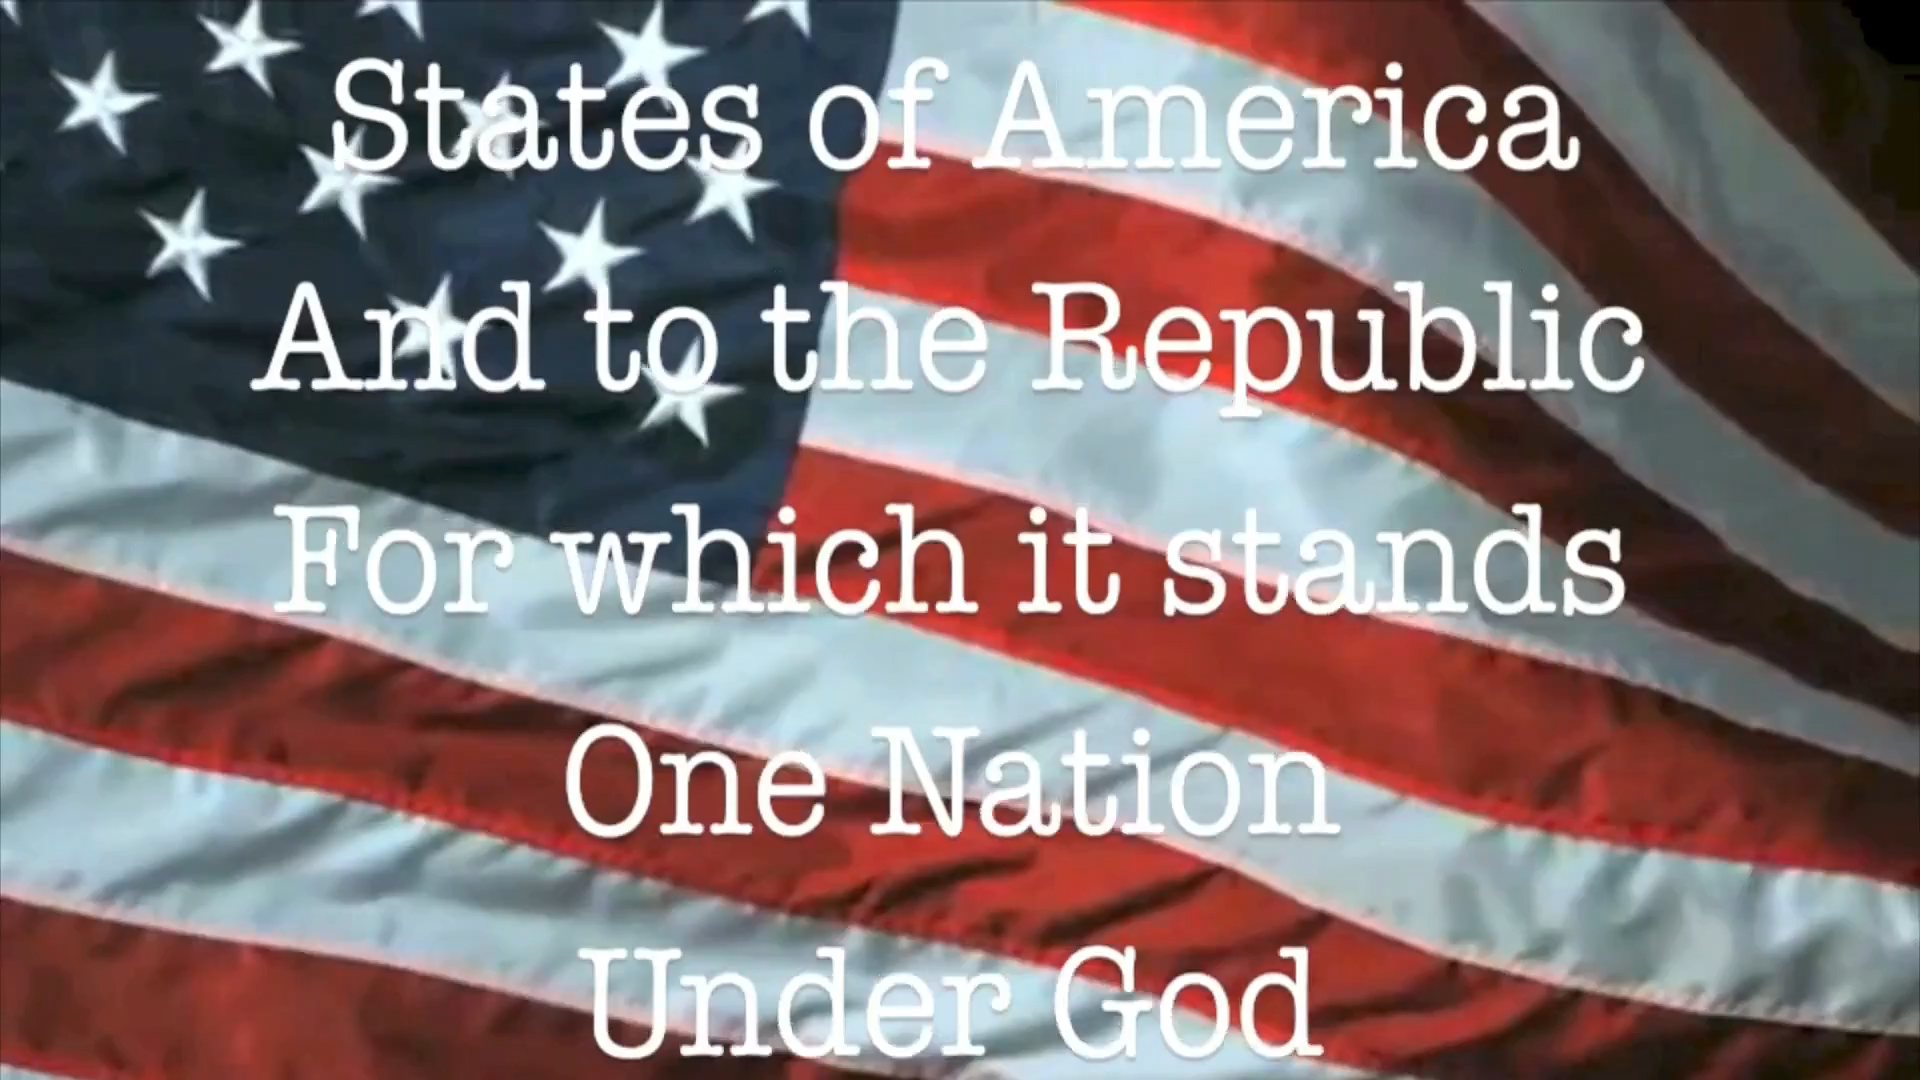 States of America
And to the Republic
For which it stands
One Nation
Under God